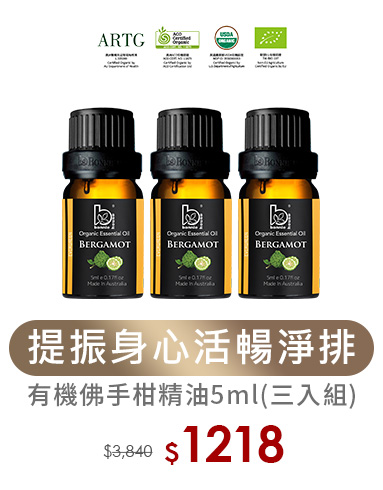 ARTG
ACO
Certified
Organic
USDA
ORGANIC
Organic Essential Oil
BERGAMOT
5ml ℮ 0.17fl oz
Made In Australia
Organic Essential Oil
BERGAMOT
5ml ℮ 0.17fl oz
Made In Australia
Organic Essential Oil
BERGAMOT
5ml ℮ 0.17fl oz
Made In Australia
提振身心活暢淨排
有機佛手柑精油5ml(三入組)
$3,840 $1218